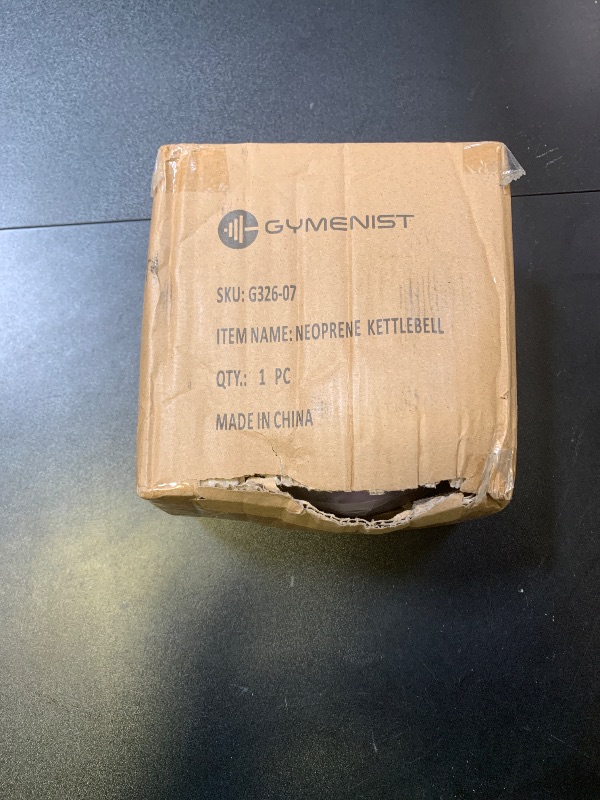 GYMENIST
SKU: G326-07
ITEM NAME: NEOPRENE KETTLEBELL
QTY.: 1 PC
MADE IN CHINA